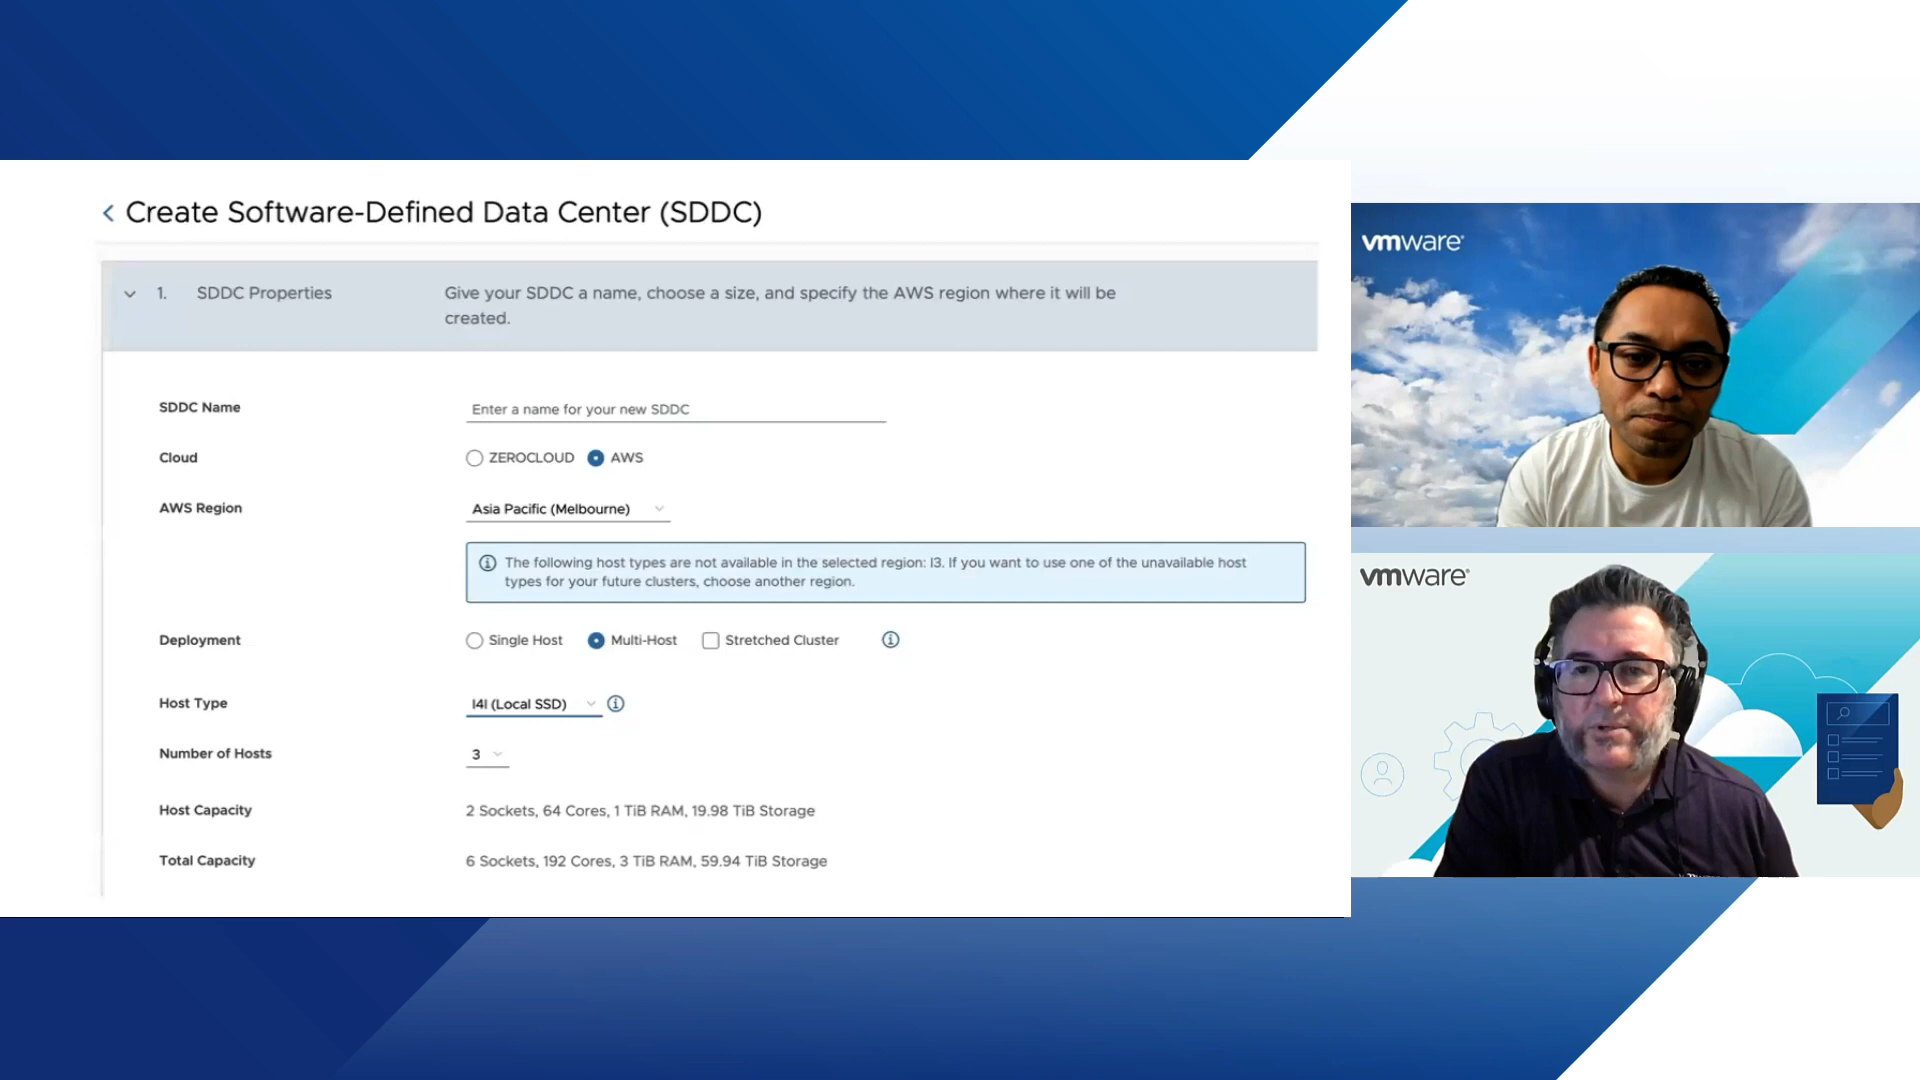 Create Software-Defined Data Center (SDDC)
1. SDDC Properties
Give your SDDC a name, choose a size, and specify the AWS region where it will be
created.
SDDC Name
Enter a name for your new SDDC
Cloud
ZEROCLOUD
AWS
AWS Region
Asia Pacific (Melbourne)
The following host types are not available in the selected region: I3. If you want to use one of the unavailable host
types for your future clusters, choose another region.
Deployment
Single Host
Multi-Host
Stretched Cluster
Host Type
I4I (Local SSD)
Number of Hosts
3
Host Capacity
2 Sockets, 64 Cores, 1 TiB RAM, 19.98 TiB Storage
Total Capacity
6 Sockets, 192 Cores, 3 TiB RAM, 59.94 TiB Storage
vmware®
vmware®